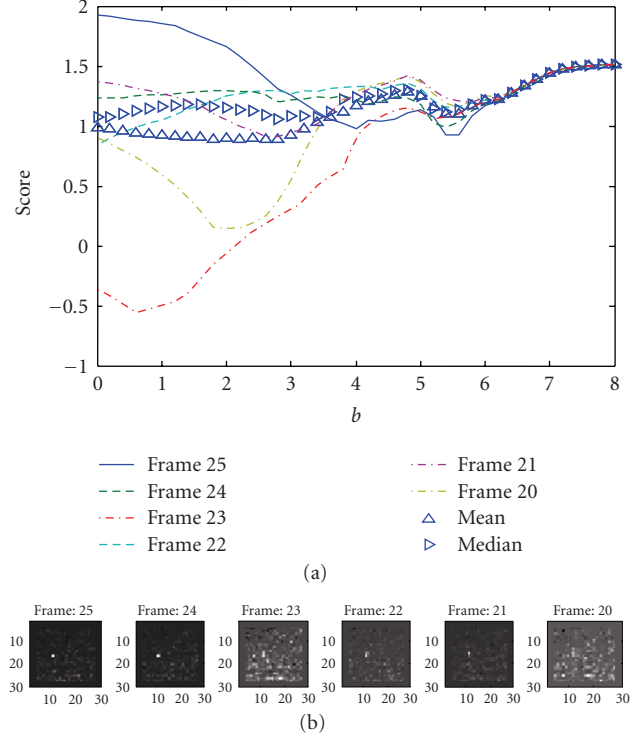 2
1.5
1
0.5
0
−0.5
−1
Score
0 1 2 3 4 5 6 7 8
b
Frame 25
Frame 24
Frame 23
Frame 22
Frame 21
Frame 20
Mean
Median
(a)
Frame: 25 Frame: 24 Frame: 23 Frame: 22 Frame: 21 Frame: 20
10 10 10 10 10 10
20 20 20 20 20 20
30 30 30 30 30 30
10 20 30 10 20 30 10 20 30 10 20 30 10 20 30 10 20 30
(b)